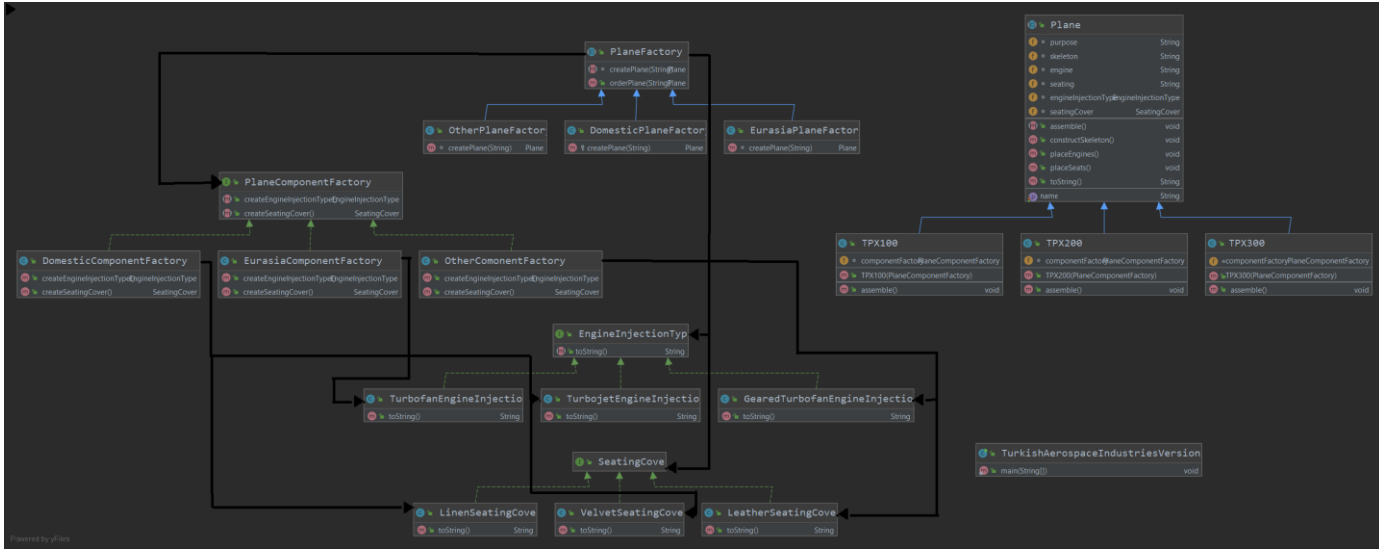 PlaneFactory
createPlane(String) Plane
orderPlane(String) Plane
Plane
purpose String
skeleton String
engine String
seating String
engineInjectionType EngineInjectionType
seatingCover SeatingCover
assemble() void
constructSkeleton() void
placeEngines() void
placeSeats() void
toString() String
name String
OtherPlaneFactor
createPlane(String) Plane
DomesticPlaneFactor
createPlane(String) Plane
EurasiaPlaneFactor
createPlane(String) Plane
PlaneComponentFactory
createEngineInjectionType() EngineInjectionType
createSeatingCover() SeatingCover
DomesticComponentFactory
createEngineInjectionType() EngineInjectionType
createSeatingCover() SeatingCover
EurasiaComponentFactory
createEngineInjectionType() EngineInjectionType
createSeatingCover() SeatingCover
OtherComonentFactory
createEngineInjectionType() EngineInjectionType
createSeatingCover() SeatingCover
TPX100
componentFactory PlaneComponentFactory
TPX100(PlaneComponentFactory)
assemble() void
TPX200
componentFactory PlaneComponentFactory
TPX200(PlaneComponentFactory)
assemble() void
TPX300
componentFactory PlaneComponentFactory
TPX300(PlaneComponentFactory)
assemble() void
EngineInjectionTyp
toString() String
TurbofanEngineInjectio
toString() String
TurbojetEngineInjectio
toString() String
GearedTurbofanEngineInjectio
toString() String
SeatingCove
TurkishAerospaceIndustriesVersion
main(String[]) void
LinenSeatingCove
toString() String
VelvetSeatingCove
toString() String
LeatherSeatingCove
toString() String
Powered by yFiles